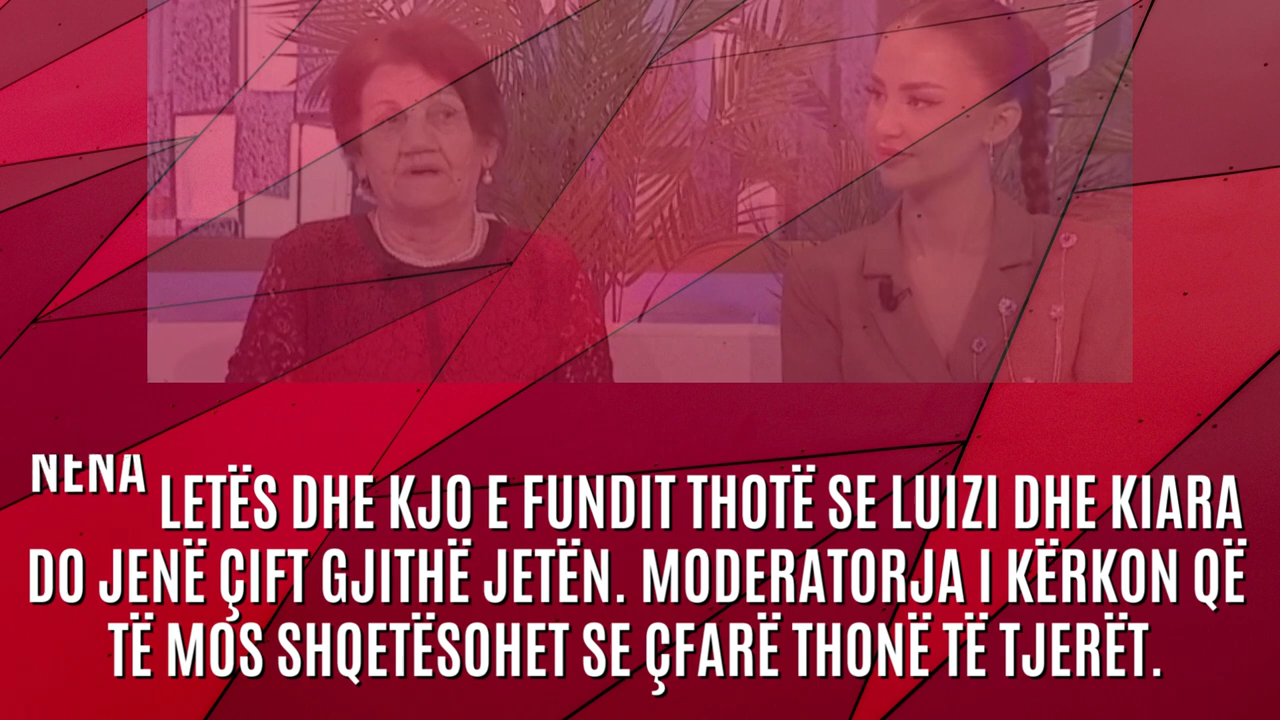 NËNA LETËS DHE KJO E FUNDIT THOTË SE LUIZI DHE KIARA
DO JENË ÇIFT GJITHË JETËN. MODERATORJA I KËRKON QË
TË MOS SHQETËSOHET SE ÇFARË THONË TË TJERËT.